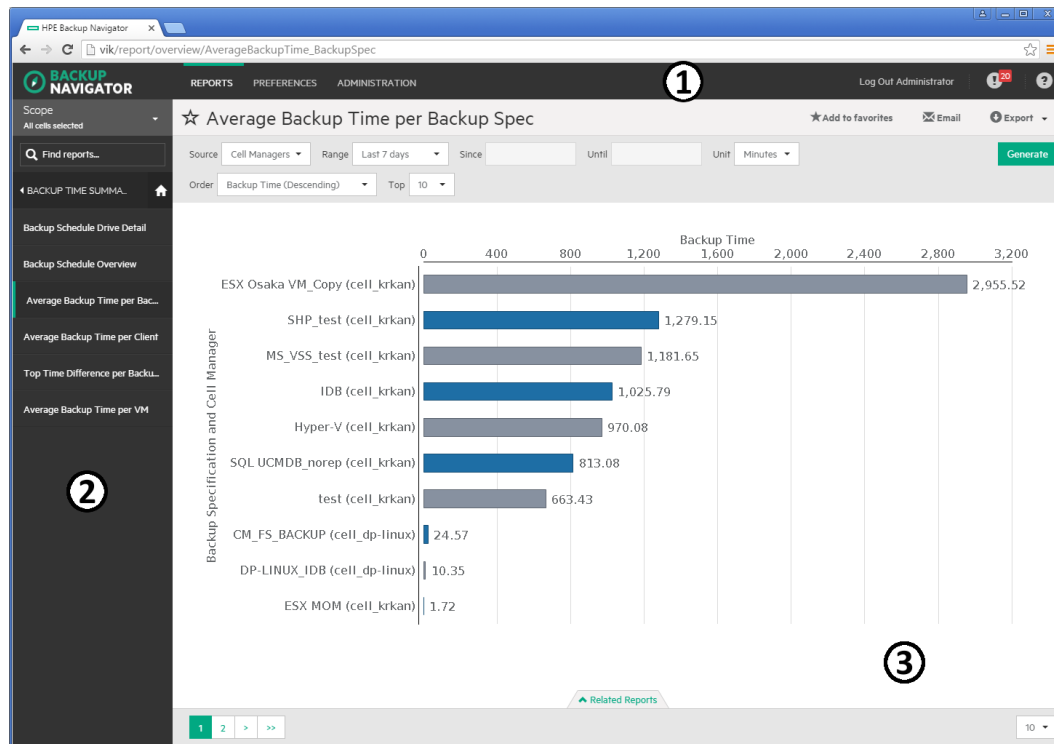 HPE Backup Navigator
vik/report/overview/AverageBackupTime_BackupSpec
BACKUP
NAVIGATOR
REPORTS PREFERENCES ADMINISTRATION
1
Log Out Administrator
20
?
Scope
All cells selected
Average Backup Time per Backup Spec
Add to favorites Email Export
Find reports...
Source Cell Managers Range Last 7 days Since Until Unit Minutes Generate
Order Backup Time (Descending) Top 10
BACKUP TIME SUMMA...
Backup Schedule Drive Detail
Backup Schedule Overview
Average Backup Time per Bac...
Average Backup Time per Client
Top Time Difference per Backu...
Average Backup Time per VM
2
Backup Time
0 400 800 1,200 1,600 2,000 2,400 2,800 3,200
Backup Specification and Cell Manager
ESX Osaka VM_Copy (cell_krkan) 2,955.52
SHP_test (cell_krkan) 1,279.15
MS_VSS_test (cell_krkan) 1,181.65
IDB (cell_krkan) 1,025.79
Hyper-V (cell_krkan) 970.08
SQL UCMDB_norep (cell_krkan) 813.08
test (cell_krkan) 663.43
CM_FS_BACKUP (cell_dp-linux) 24.57
DP-LINUX_IDB (cell_dp-linux) 10.35
ESX MOM (cell_krkan) 1.72
3
Related Reports
1 2 > >>
10